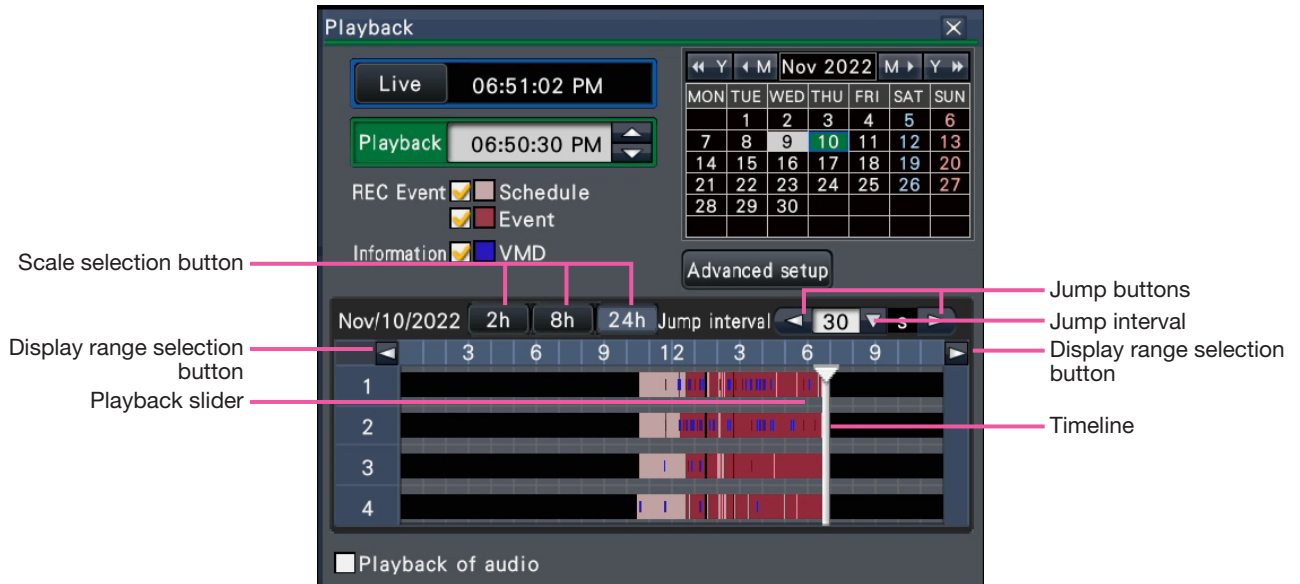 Playback
Live 06:51:02 PM
Playback 06:50:30 PM
REC Event Schedule
Event
Information VMD
Y M Nov 2022 M Y
MON TUE WED THU FRI SAT SUN
1 2 3 4 5 6
7 8 9 10 11 12 13
14 15 16 17 18 19 20
21 22 23 24 25 26 27
28 29 30
Advanced setup
Scale selection button
Jump buttons
Nov/10/2022 2h 8h 24h Jump interval 30 s
Jump interval
Display range selection
button
3 6 9 12 3 6 9
Display range selection
button
Playback slider
Timeline
1
2
3
4
Playback of audio